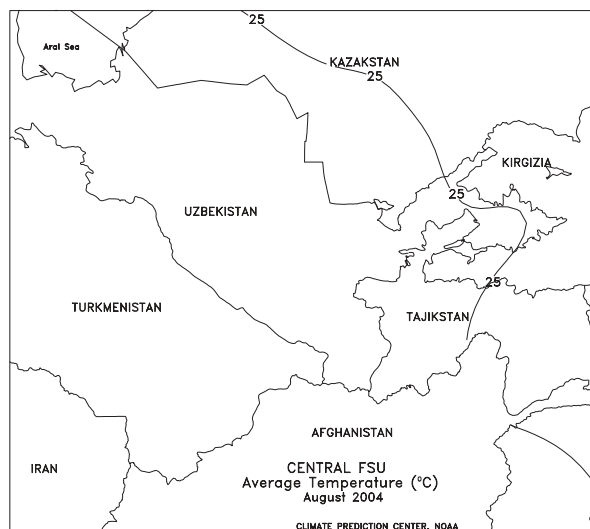 25
Aral Sea
KAZAKSTAN
25
KIRGIZIA
25
UZBEKISTAN
25
TURKMENISTAN
TAJIKSTAN
AFGHANISTAN
IRAN
CENTRAL FSU
Average Temperature (°C)
August 2004
CLIMATE PREDICTION CENTER, NOAA